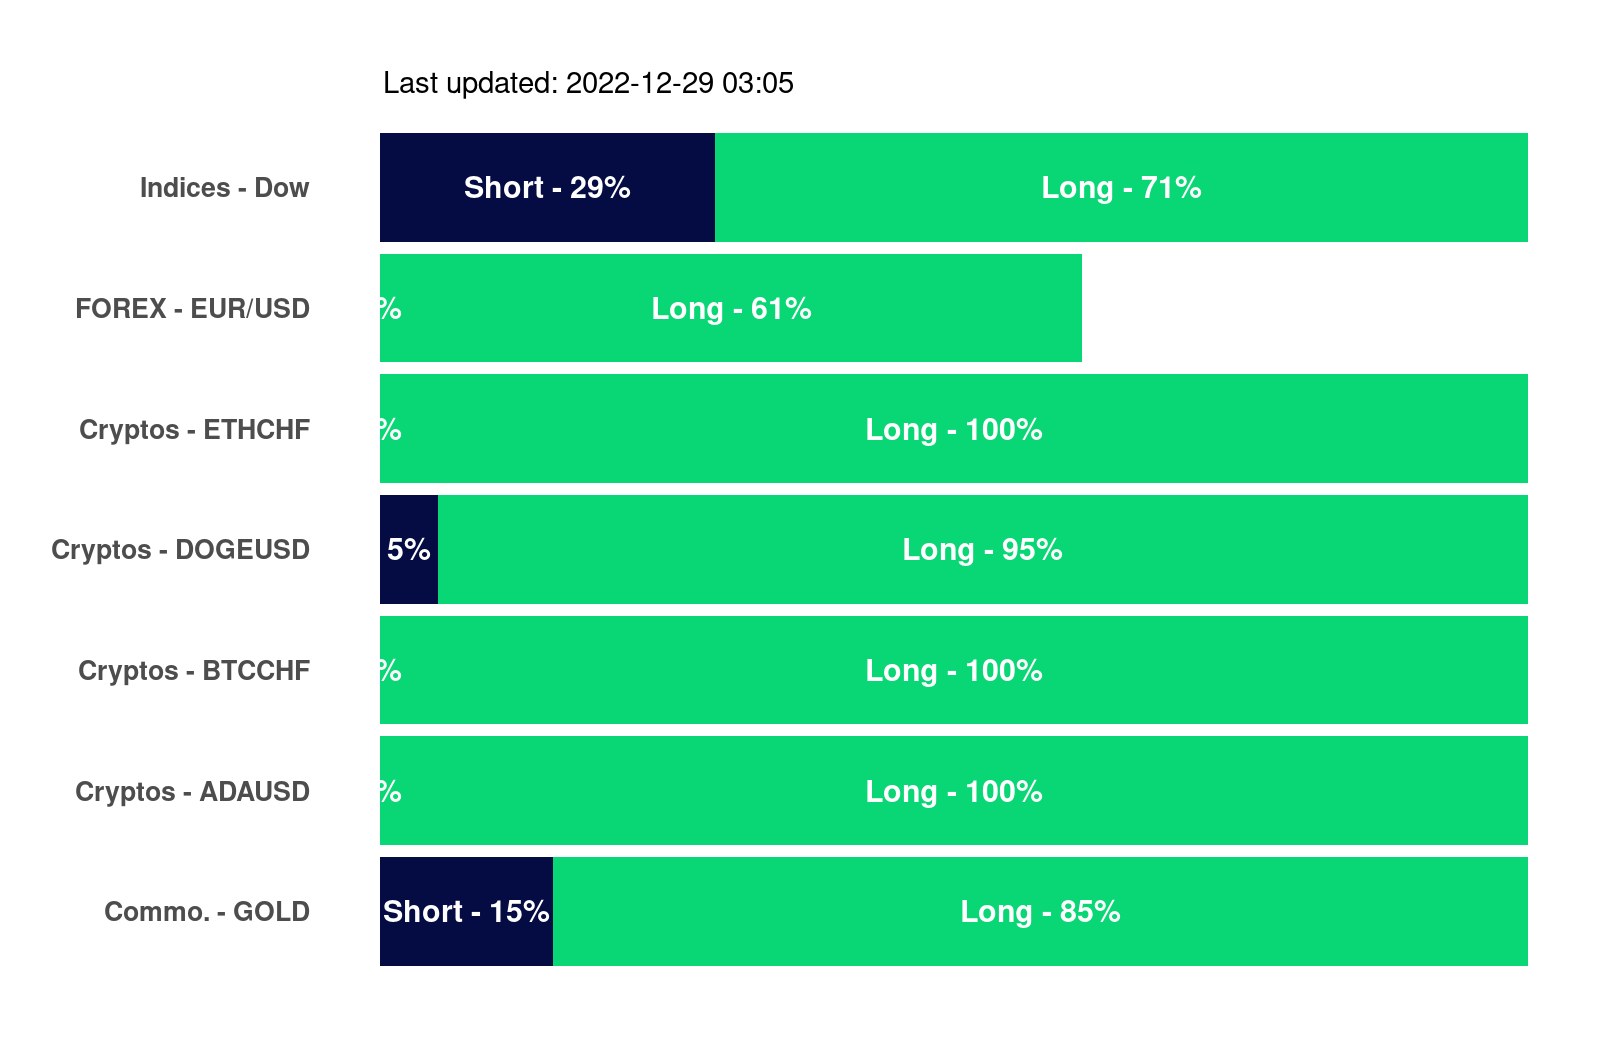 Last updated: 2022-12-29 03:05
Indices - Dow Short - 29% Long - 71%
FOREX - EUR/USD % Long - 61%
Cryptos - ETHCHF % Long - 100%
Cryptos - DOGEUSD 5% Long - 95%
Cryptos - BTCCHF % Long - 100%
Cryptos - ADAUSD % Long - 100%
Commo. - GOLD Short - 15% Long - 85%